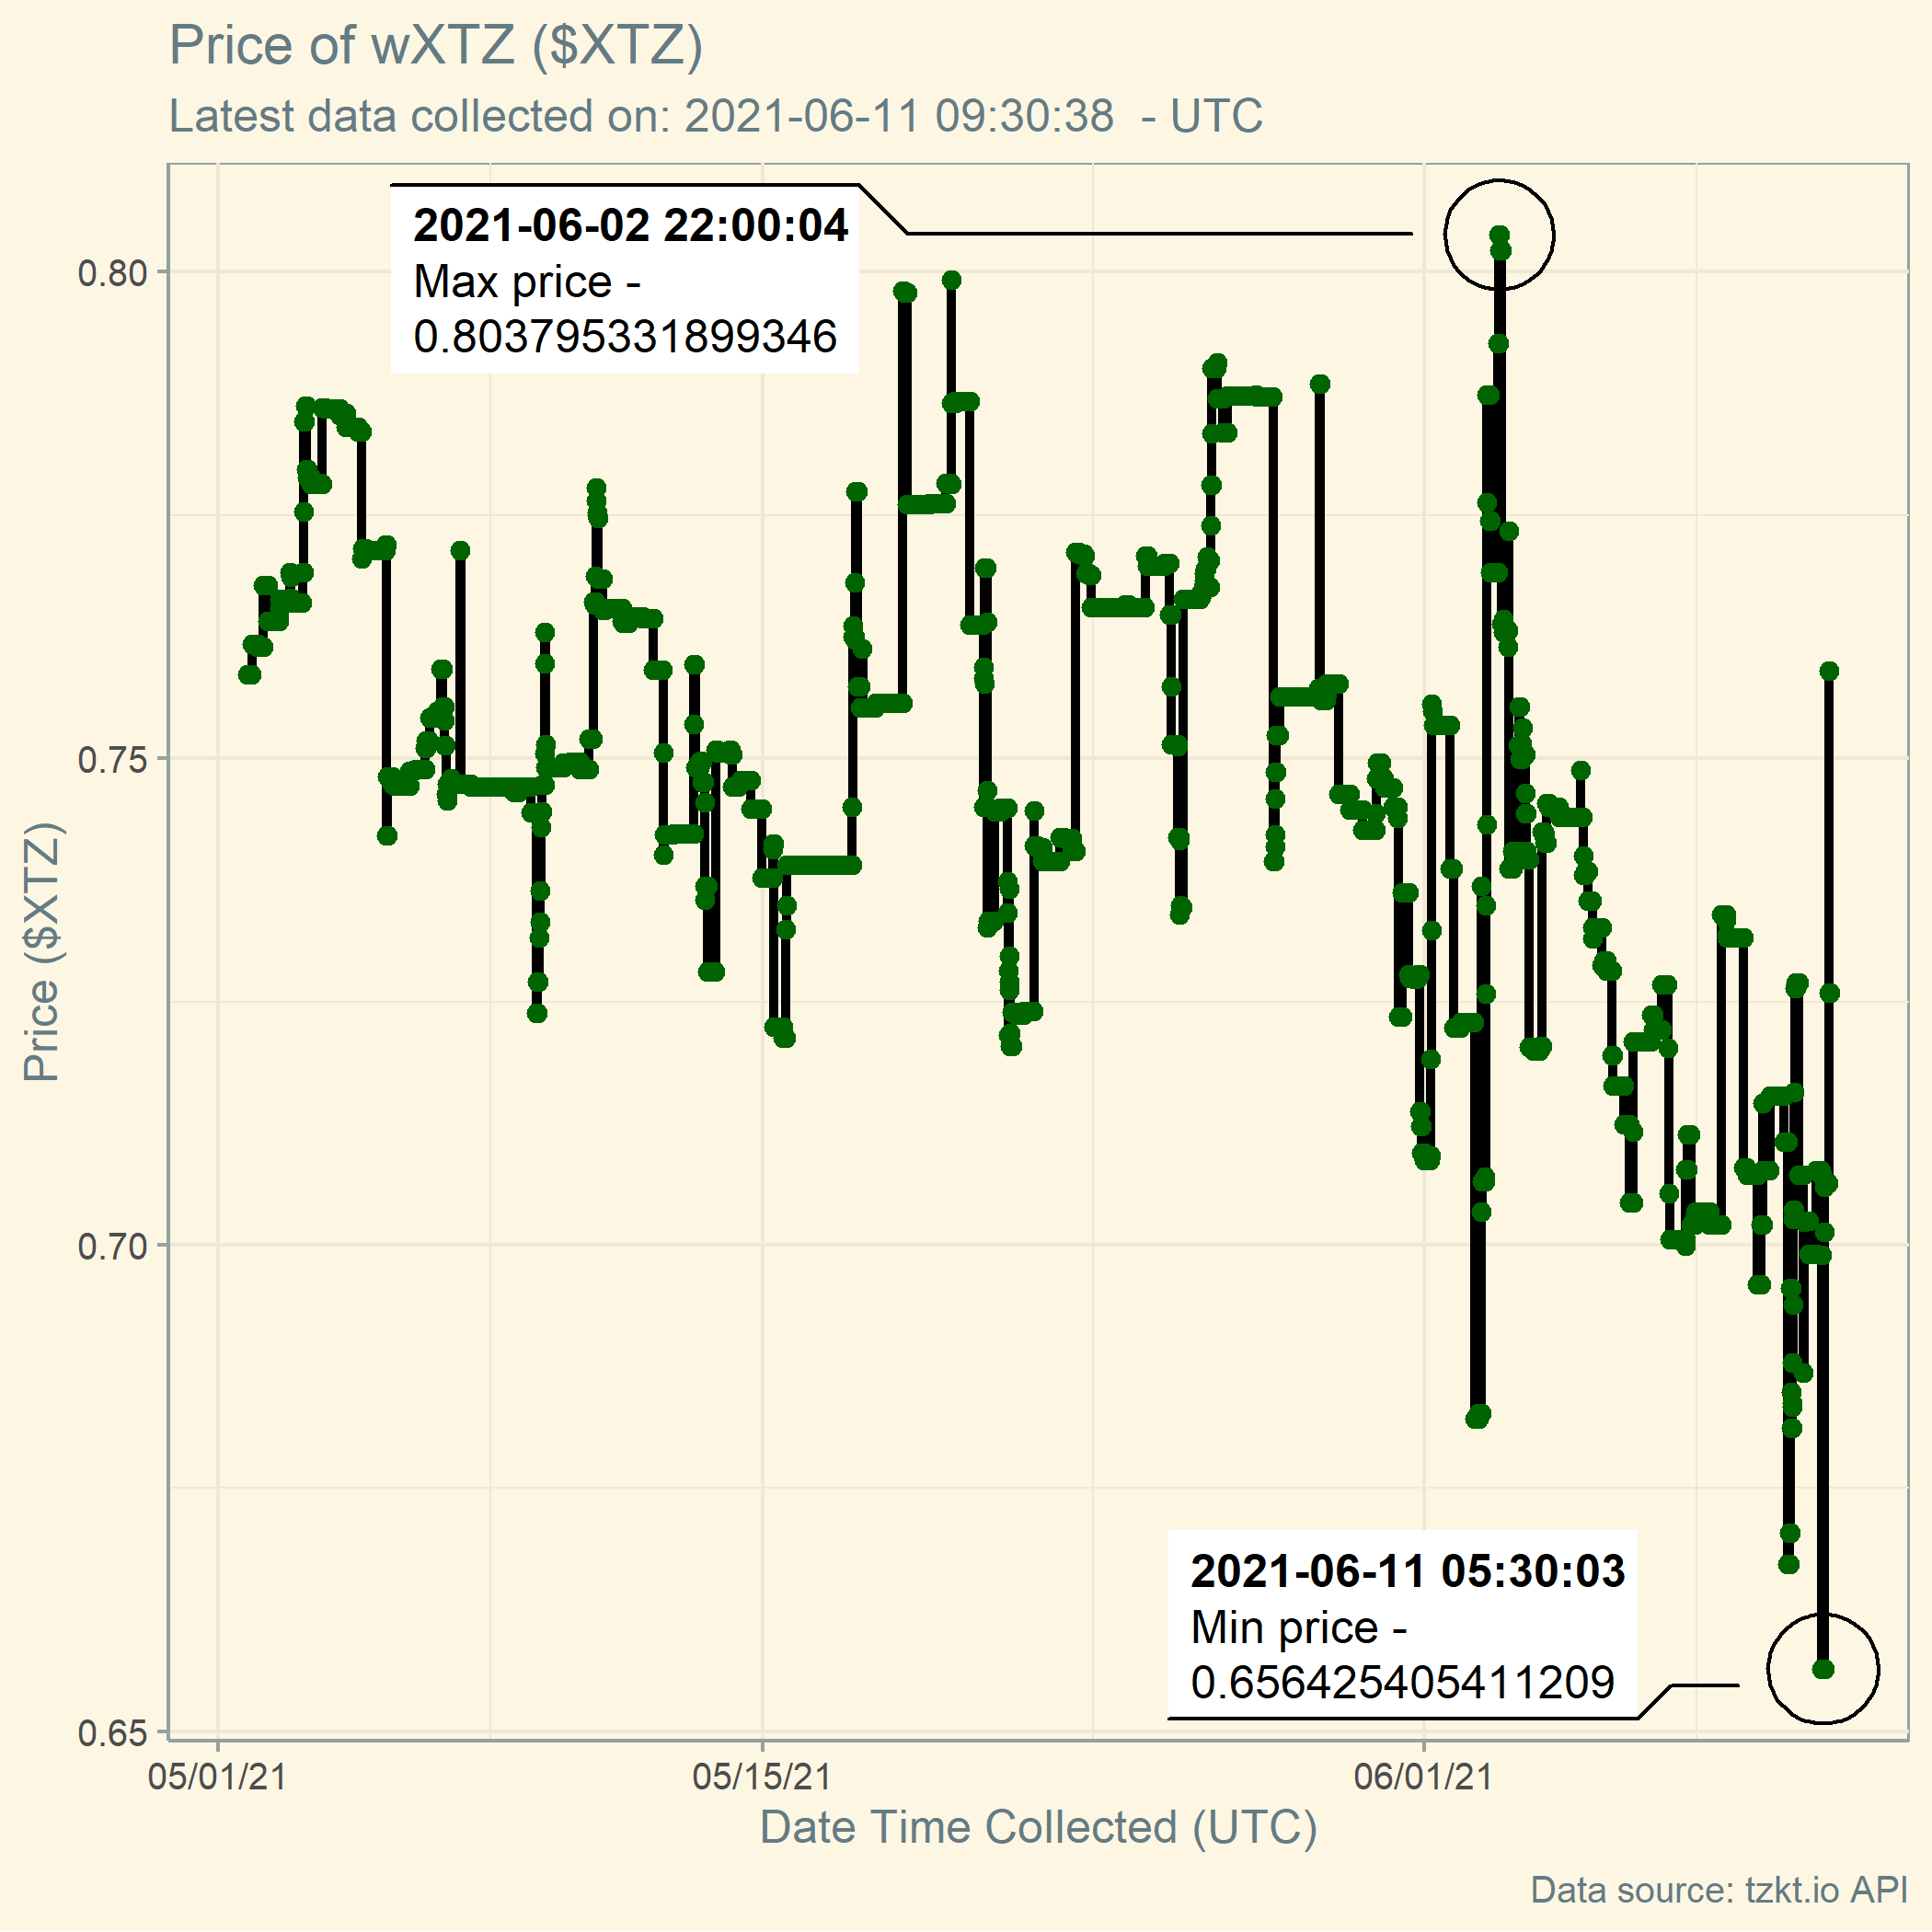 Price of wXTZ ($XTZ)
Latest data collected on: 2021-06-11 09:30:38  - UTC
2021-06-02 22:00:04
Max price -
0.803795331899346
0.80
0.75
0.70
0.65
Price ($XTZ)
2021-06-11 05:30:03
Min price -
0.656425405411209
05/01/21
05/15/21
06/01/21
Date Time Collected (UTC)
Data source: tzkt.io API